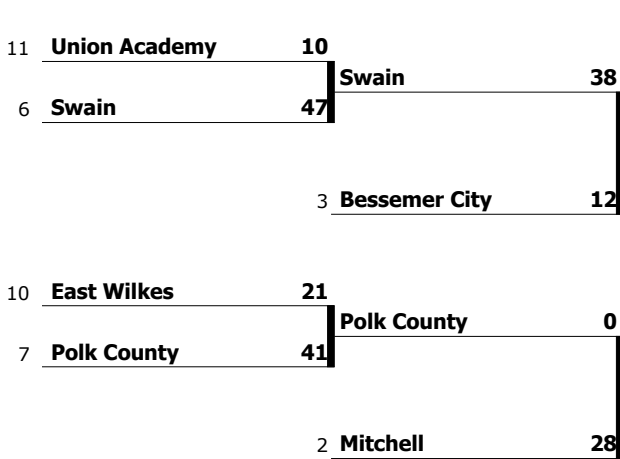 11 Union Academy 10
Swain 38
6 Swain 47
3 Bessemer City 12
10 East Wilkes 21
Polk County 0
7 Polk County 41
2 Mitchell 28